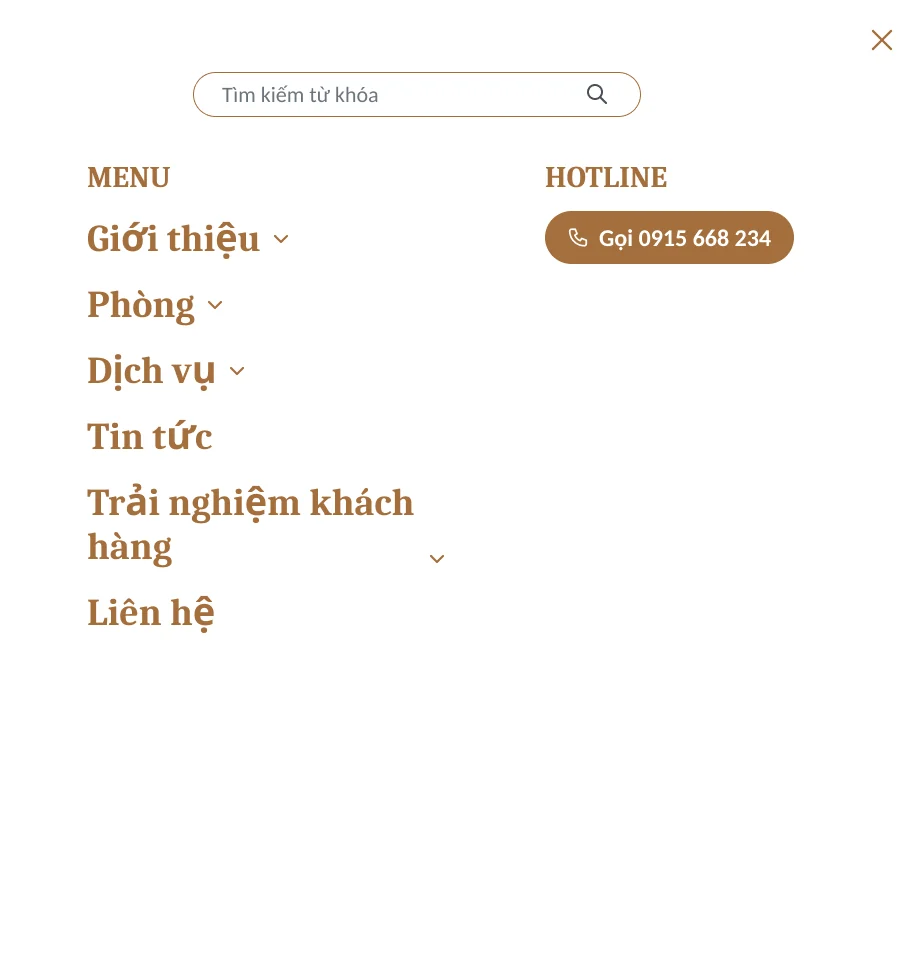 Tìm kiếm từ khóa
MENU
Giới thiệu
Phòng
Dịch vụ
Tin tức
Trải nghiệm khách
hàng
Liên hệ
HOTLINE
Gọi 0915 668 234